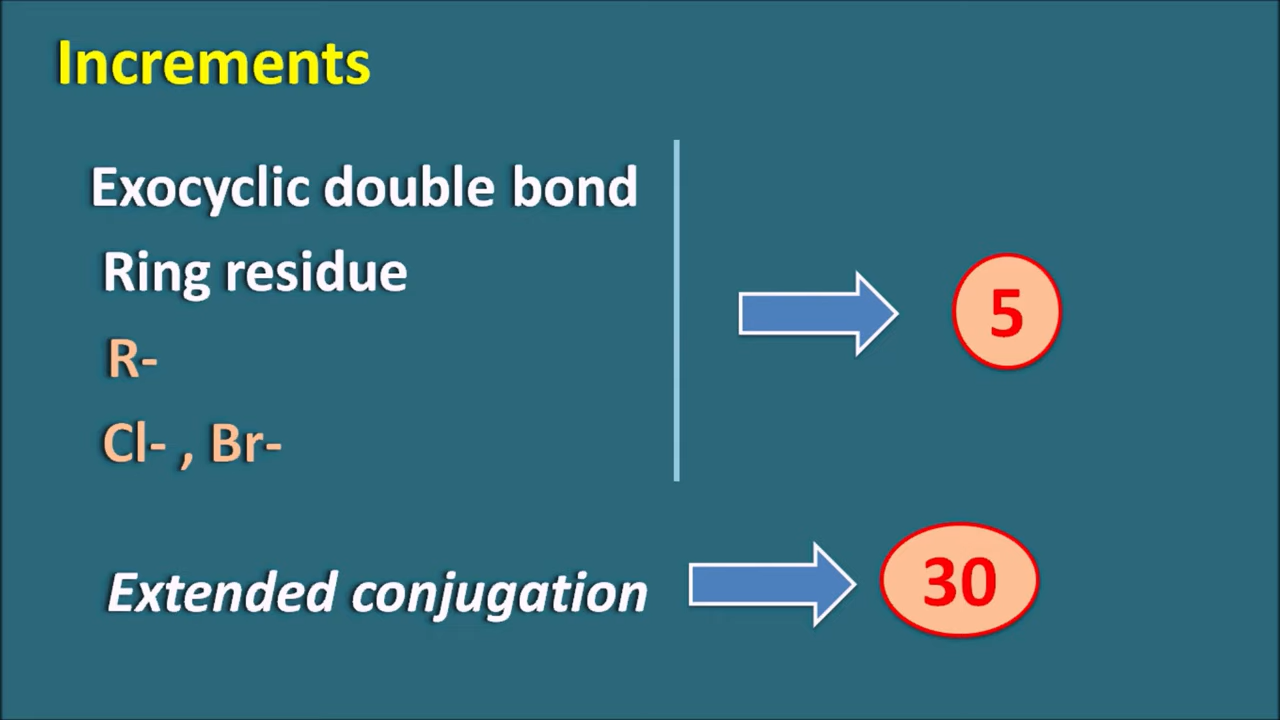 Increments
Exocyclic double bond
Ring residue
R-
Cl- , Br-
5
Extended conjugation
30